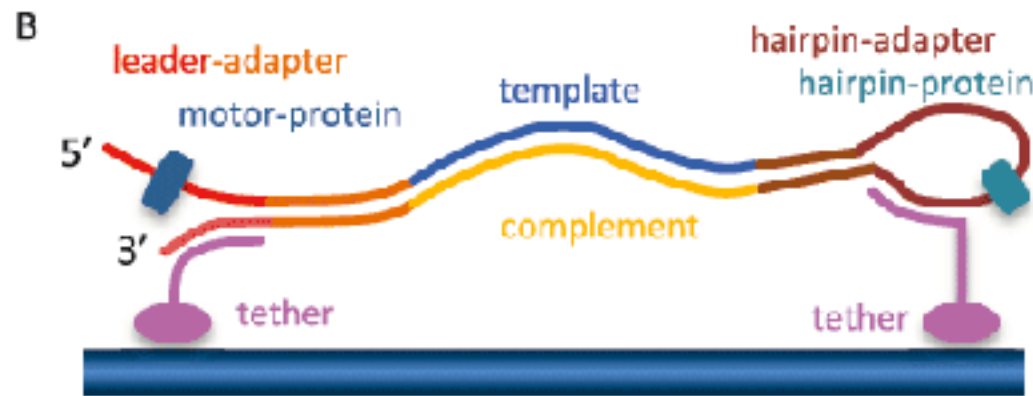 B
leader-adapter
motor-protein
template
hairpin-adapter
hairpin-protein
5′
3′
complement
tether
tether